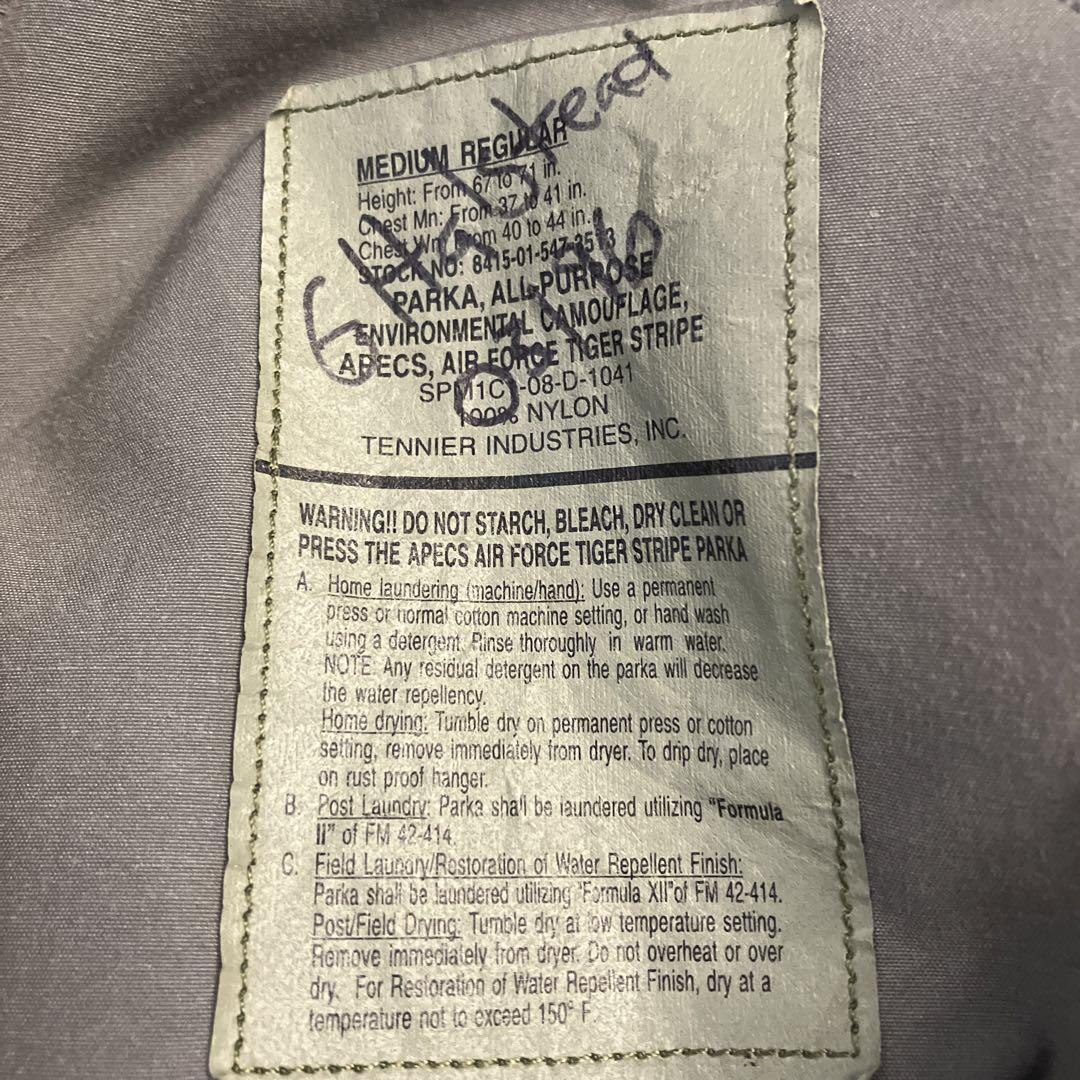 MEDIUM REGULAR
Height: From 67 to 71 in.
Chest Mn: From 37 to 41 in.
Chest Wn: From 40 to 44 in.
STOCK NO: 8415-01-547-3513
PARKA, ALL PURPOSE
ENVIRONMENTAL CAMOUFLAGE,
APECS, AIR FORCE TIGER STRIPE
SPM1C1-08-D-1041
100% NYLON
TENNIER INDUSTRIES, INC.
WARNING!! DO NOT STARCH, BLEACH, DRY CLEAN OR
PRESS THE APECS AIR FORCE TIGER STRIPE PARKA
A. Home laundering (machine/hand): Use a permanent
press or normal cotton machine setting, or hand wash
using a detergent. Rinse thoroughly in warm water.
NOTE: Any residual detergent on the parka will decrease
the water repellency.
Home drying: Tumble dry on permanent press or cotton
setting, remove immediately from dryer. To drip dry, place
on rust proof hanger.
B. Post Laundry: Parka shall be laundered utilizing "Formula
II" of FM 42-414.
C. Field Laundry/Restoration of Water Repellent Finish:
Parka shall be laundered utilizing "Formula XII" of FM 42-414.
Post/Field Drying: Tumble dry at low temperature setting.
Remove immediately from dryer. Do not overheat or over
dry. For Restoration of Water Repellent Finish, dry at a
temperature not to exceed 150° F.